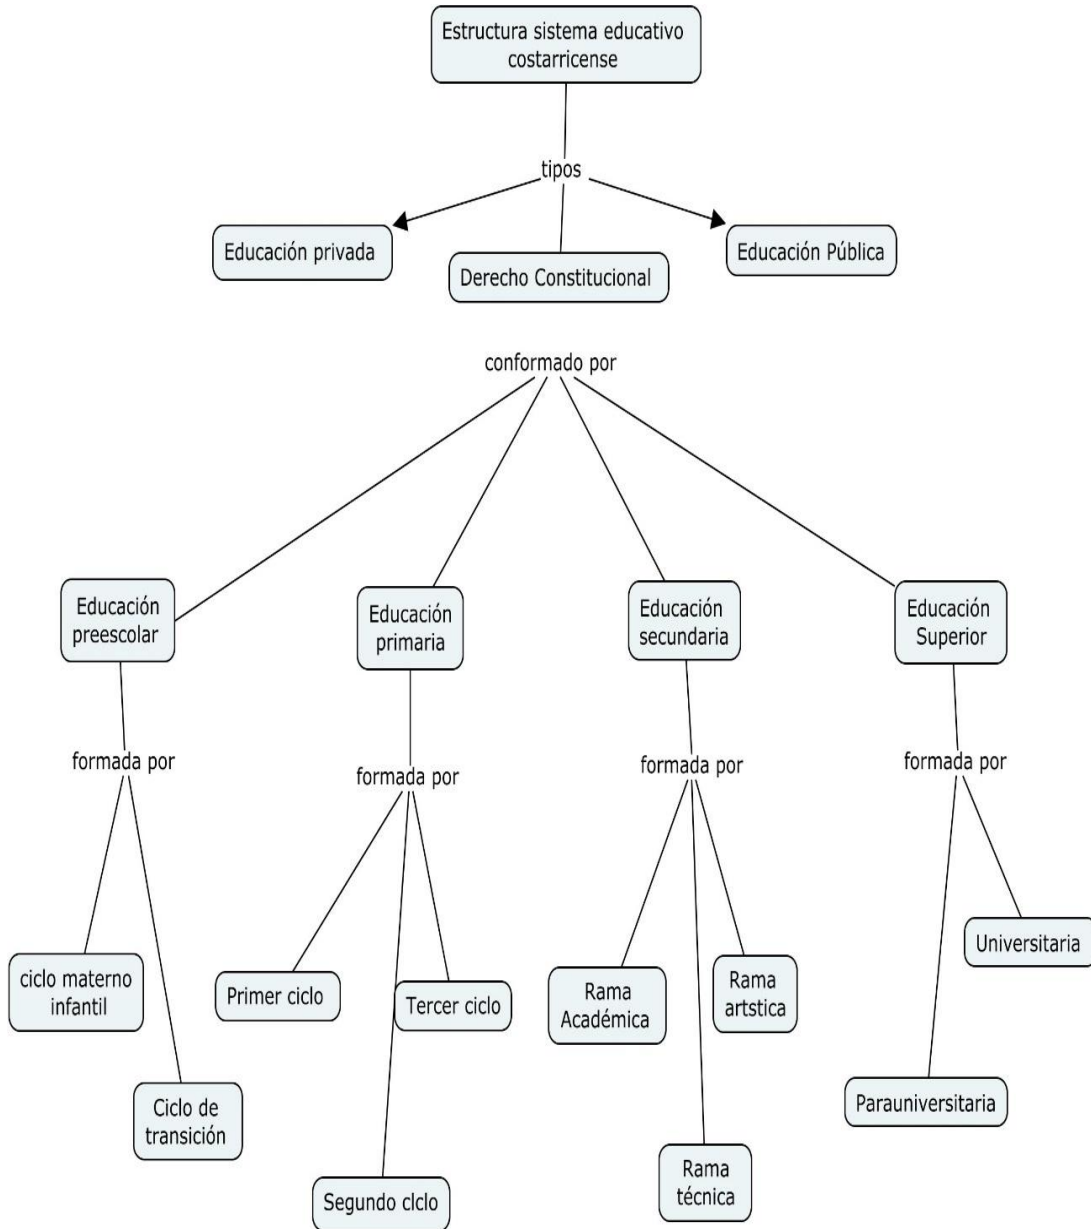 Estructura sistema educativo
costarricense
tipos
Educación privada
Derecho Constitucional
Educación Pública
conformado por
Educación
preescolar
Educación
primaria
Educación
secundaria
Educación
Superior
formada por
formada por
formada por
formada por
ciclo materno
infantil
Ciclo de
transición
Primer ciclo
Segundo clclo
Tercer ciclo
Rama
Académica
Rama
técnica
Rama
artstica
Parauniversitaria
Universitaria